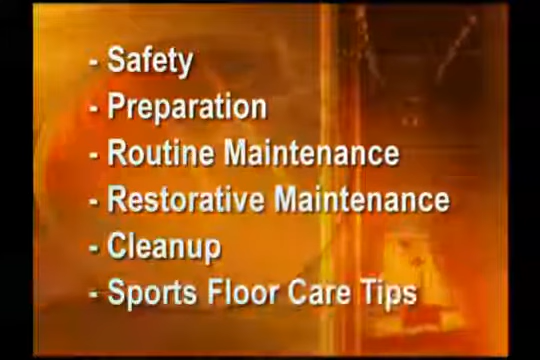 - Safety
- Preparation
- Routine Maintenance
- Restorative Maintenance
- Cleanup
- Sports Floor Care Tips